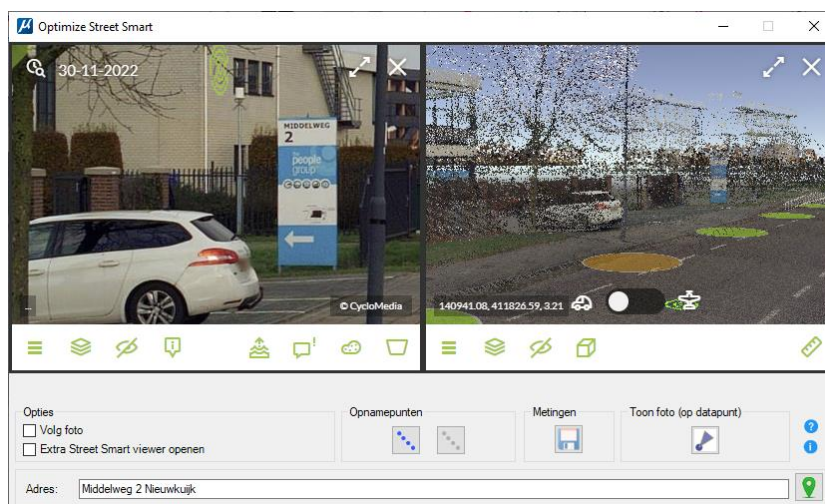 Optimize Street Smart
30-11-2022
MIDDELWEG
2
the
people
group
© CycloMedia
140941.08, 411826.59, 3.21
Opties
Volg foto
Extra Street Smart viewer openen
Opnamepunten
Metingen
Toon foto (op datapunt)
Adres:
Middelweg 2 Nieuwkuijk